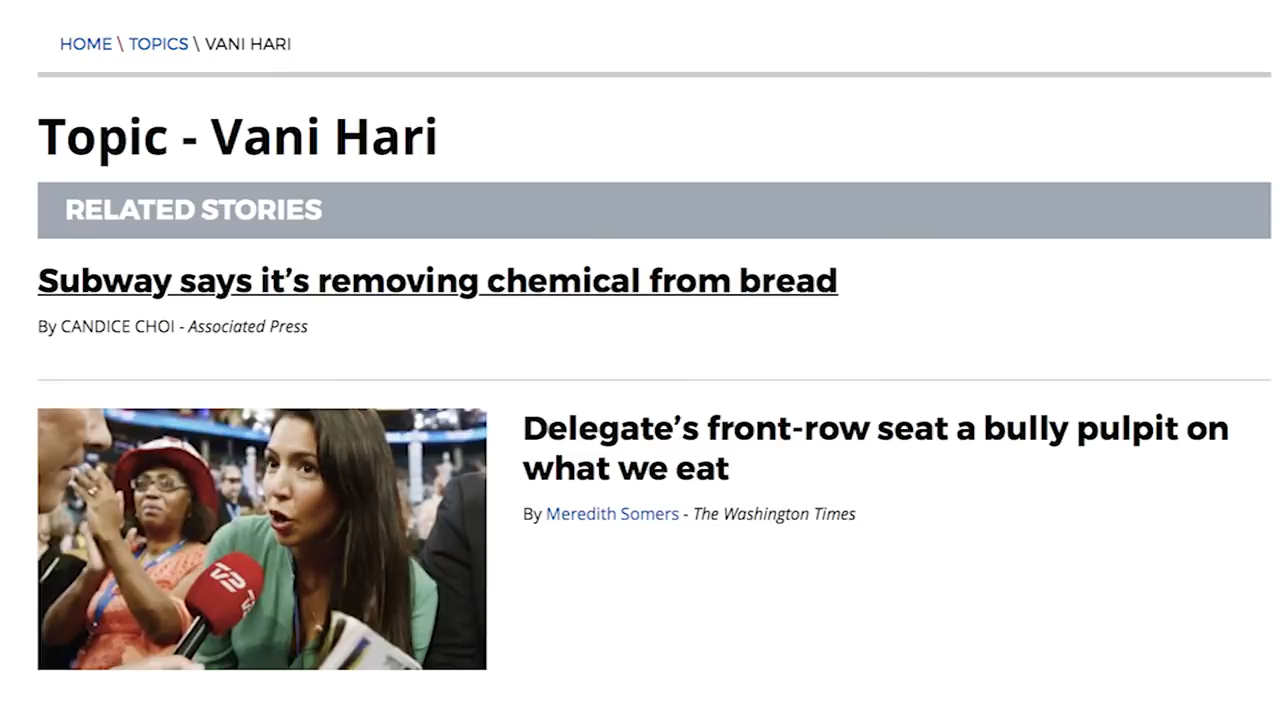 HOME \ TOPICS \ VANI HARI
Topic - Vani Hari
RELATED STORIES
Subway says it’s removing chemical from bread
By CANDICE CHOI - Associated Press
Delegate’s front-row seat a bully pulpit on
what we eat
By Meredith Somers - The Washington Times
TV2